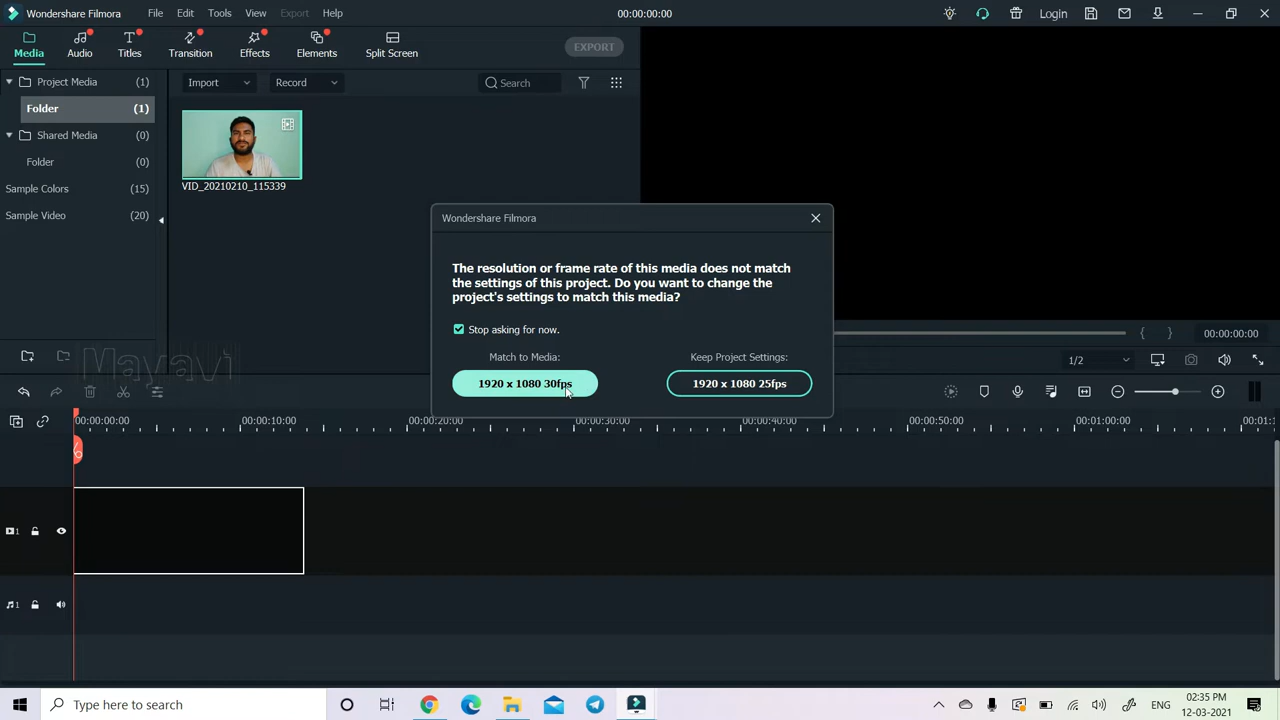 Wondershare Filmora
File Edit Tools View Export Help
00:00:00:00
Login
Media Audio Titles Transition Effects Elements Split Screen
EXPORT
Project Media (1)
Folder (1)
Shared Media (0)
Folder (0)
Sample Colors (15)
Sample Video (20)
Import Record Search
VID_20210210_115339
Wondershare Filmora
The resolution or frame rate of this media does not match
the settings of this project. Do you want to change the
project's settings to match this media?
Stop asking for now.
Match to Media: Keep Project Settings:
1920 x 1080 30fps 1920 x 1080 25fps
Mayavi
00:00:00:00
1/2
00:00:00:00 00:00:10:00 00:00:20:00 00:00:30:00 00:00:40:00 00:00:50:00 00:01:00:00 00:01:1
1
1
Type here to search
ENG
02:35 PM
12-03-2021